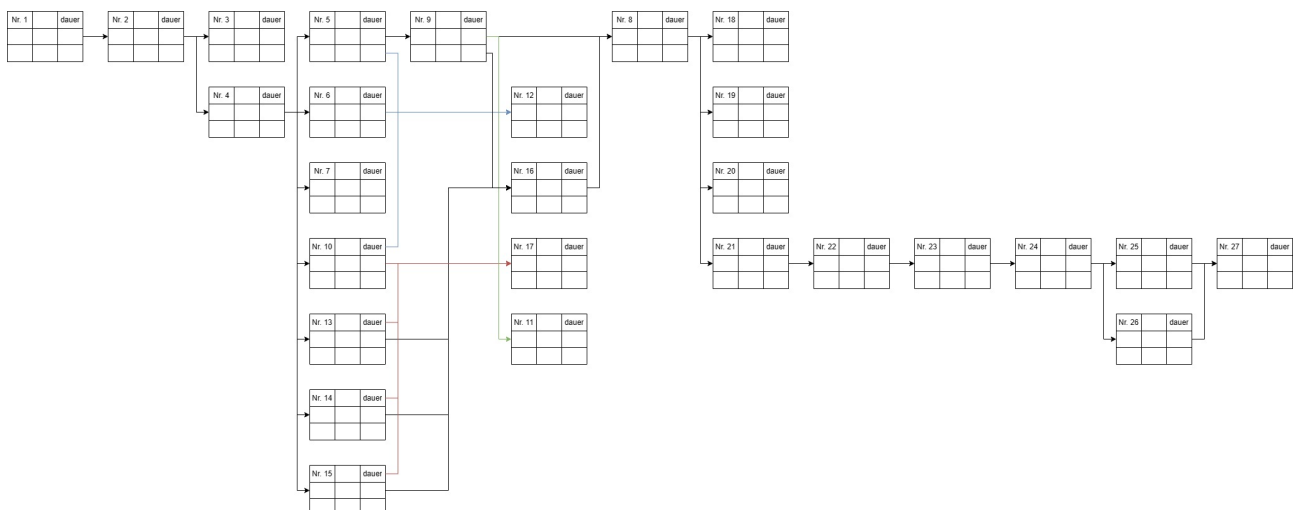 Nr. 1 dauer
Nr. 2 dauer
Nr. 3 dauer
Nr. 5 dauer
Nr. 9 dauer
Nr. 8 dauer
Nr. 18 dauer
Nr. 4 dauer
Nr. 6 dauer
Nr. 12 dauer
Nr. 19 dauer
Nr. 7 dauer
Nr. 16 dauer
Nr. 20 dauer
Nr. 10 dauer
Nr. 17 dauer
Nr. 21 dauer
Nr. 22 dauer
Nr. 23 dauer
Nr. 24 dauer
Nr. 25 dauer
Nr. 27 dauer
Nr. 13 dauer
Nr. 11 dauer
Nr. 26 dauer
Nr. 14 dauer
Nr. 15 dauer